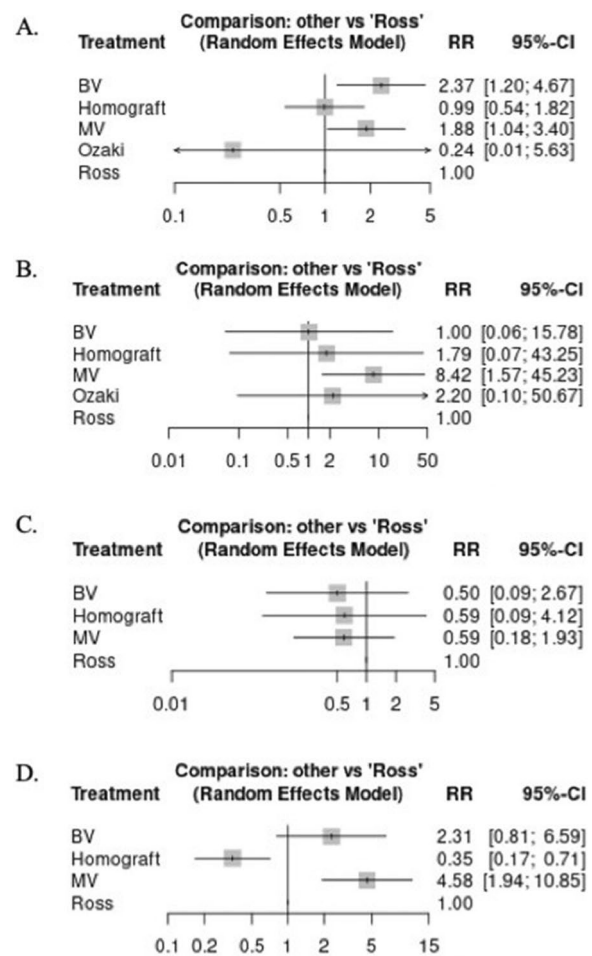 A.
Comparison: other vs 'Ross'
Treatment (Random Effects Model) RR 95%-CI
BV 2.37 [1.20; 4.67]
Homograft 0.99 [0.54; 1.82]
MV 1.88 [1.04; 3.40]
Ozaki 0.24 [0.01; 5.63]
Ross 1.00
0.1 0.5 1 2 5
B.
Comparison: other vs 'Ross'
Treatment (Random Effects Model) RR 95%-CI
BV 1.00 [0.06; 15.78]
Homograft 1.79 [0.07; 43.25]
MV 8.42 [1.57; 45.23]
Ozaki 2.20 [0.10; 50.67]
Ross 1.00
0.01 0.1 0.5 1 2 10 50
C.
Comparison: other vs 'Ross'
Treatment (Random Effects Model) RR 95%-CI
BV 0.50 [0.09; 2.67]
Homograft 0.59 [0.09; 4.12]
MV 0.59 [0.18; 1.93]
Ross 1.00
0.01 0.5 1 2 5
D.
Comparison: other vs 'Ross'
Treatment (Random Effects Model) RR 95%-CI
BV 2.31 [0.81; 6.59]
Homograft 0.35 [0.17; 0.71]
MV 4.58 [1.94; 10.85]
Ross 1.00
0.1 0.2 0.5 1 2 5 15